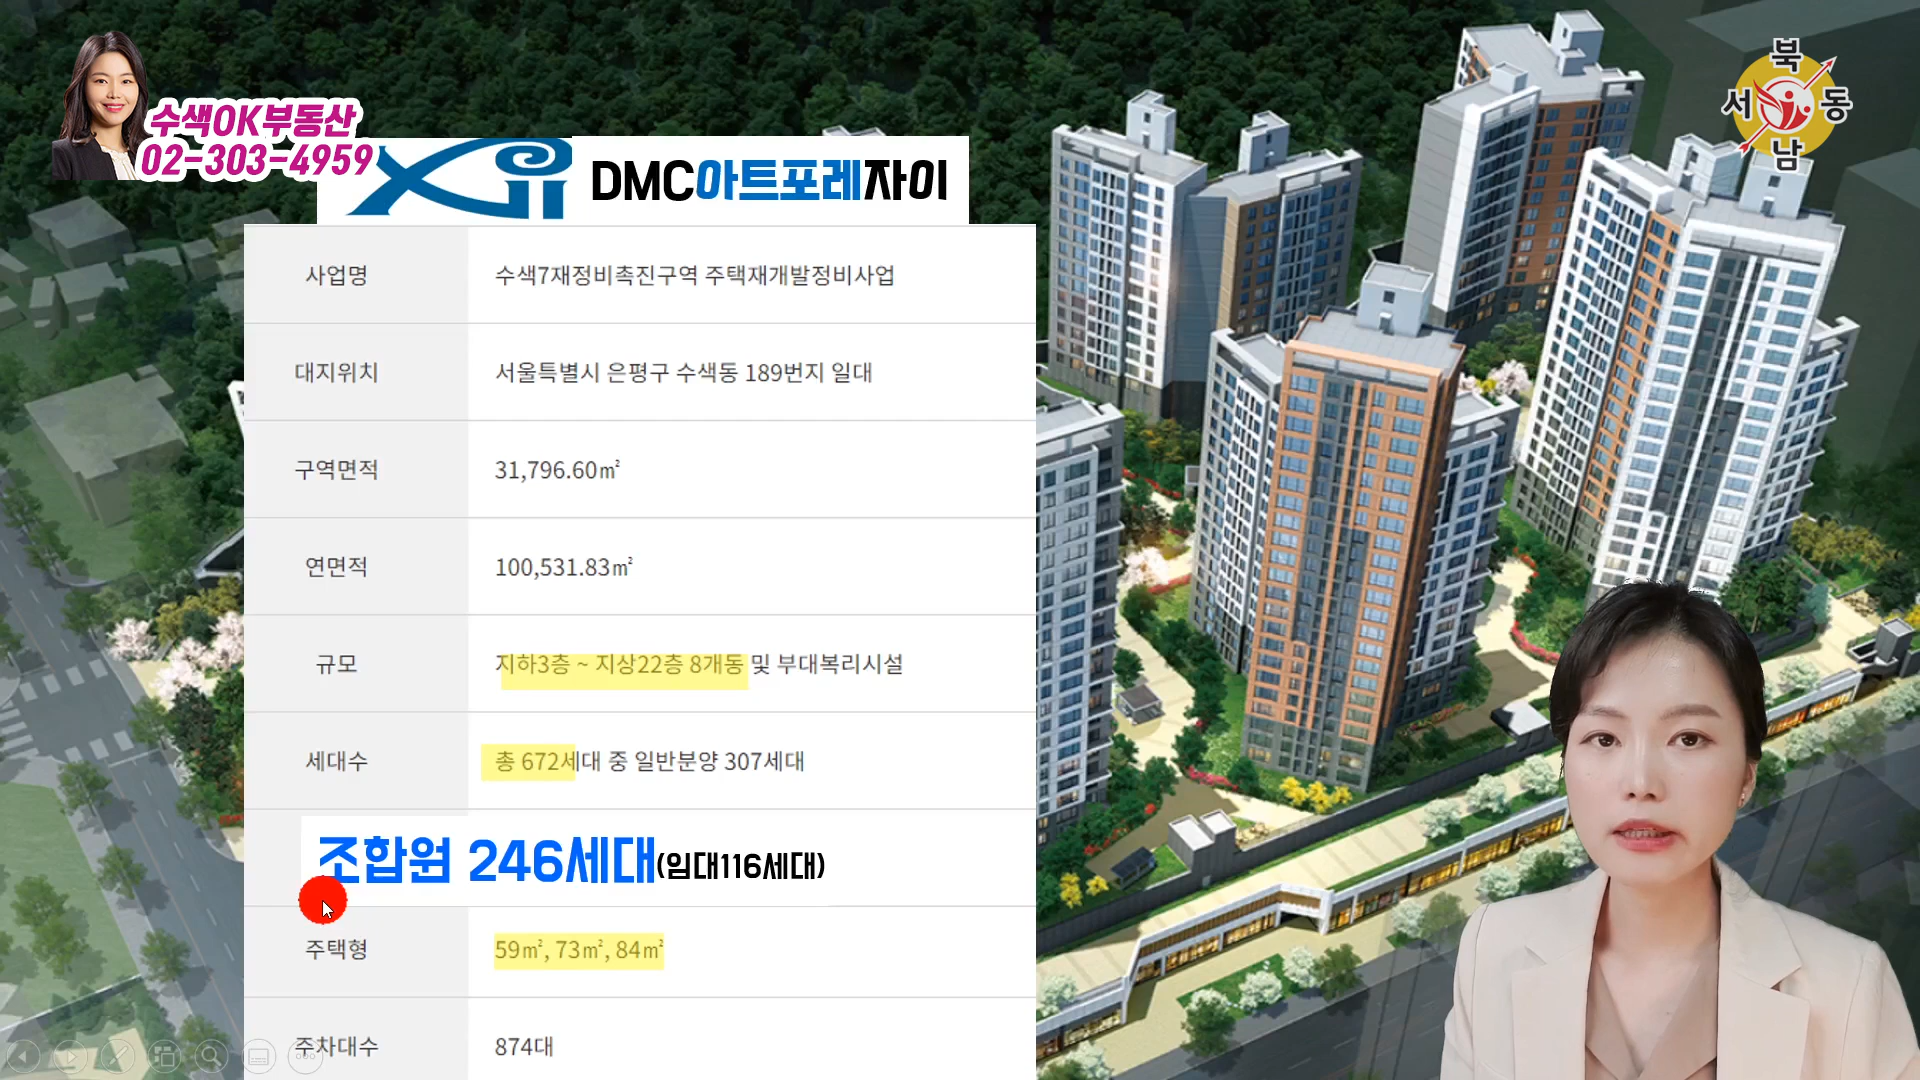 수색OK부동산
02-303-4959
Xi DMC아트포레자이
북
서 동
남
사업명 수색7재정비촉진구역 주택재개발정비사업
대지위치 서울특별시 은평구 수색동 189번지 일대
구역면적 31,796.60㎡
연면적 100,531.83㎡
규모 지하3층 ~ 지상22층 8개동 및 부대복리시설
세대수 총 672세대 중 일반분양 307세대
조합원 246세대(임대116세대)
주택형 59㎡, 73㎡, 84㎡
주차대수 874대